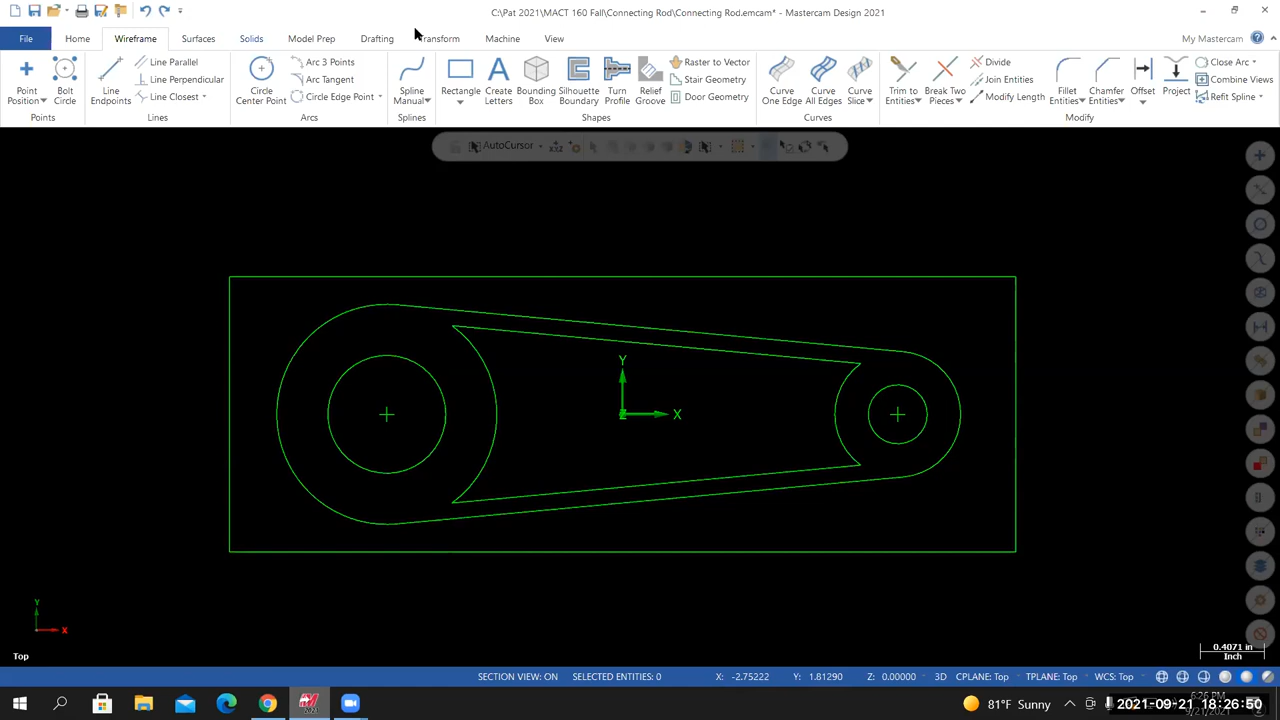 C:\Pat 2021\MACT 160 Fall\Connecting Rod\Connecting Rod.emcam* - Mastercam Design 2021
File Home Wireframe Surfaces Solids Model Prep Drafting Transform Machine View My Mastercam
Point Position
Bolt Circle
Points
Line Endpoints
Line Parallel
Line Perpendicular
Line Closest
Lines
Circle Center Point
Arc 3 Points
Arc Tangent
Circle Edge Point
Arcs
Spline Manual
Splines
Rectangle
Create Letters
Bounding Box
Silhouette Boundary
Turn Profile
Relief Groove
Raster to Vector
Stair Geometry
Door Geometry
Shapes
Curve One Edge
Curve All Edges
Curve Slice
Curves
Trim to Entities
Break Two Pieces
Divide
Join Entities
Modify Length
Fillet Entities
Chamfer Entities
Offset
Project
Close Arc
Combine Views
Refit Spline
Modify
AutoCursor
Y
X
Z
Y
X
Top
0.4071 in
Inch
SECTION VIEW: ON SELECTED ENTITIES: 0 X: -2.75222 Y: 1.81290 Z: 0.00000 3D CPLANE: Top TPLANE: Top WCS: Top
81°F Sunny
6:26 PM
9/21/2021
2021-09-21 18:26:50